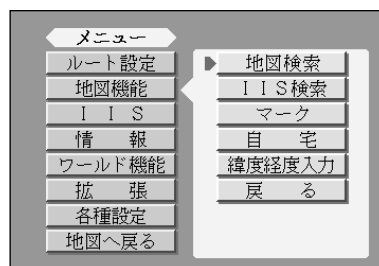 メニュー
ルート設定
地図機能
I I S
情 報
ワールド機能
拡 張
各種設定
地図へ戻る
地図検索
I I S検索
マーク
自 宅
緯度経度入力
戻 る